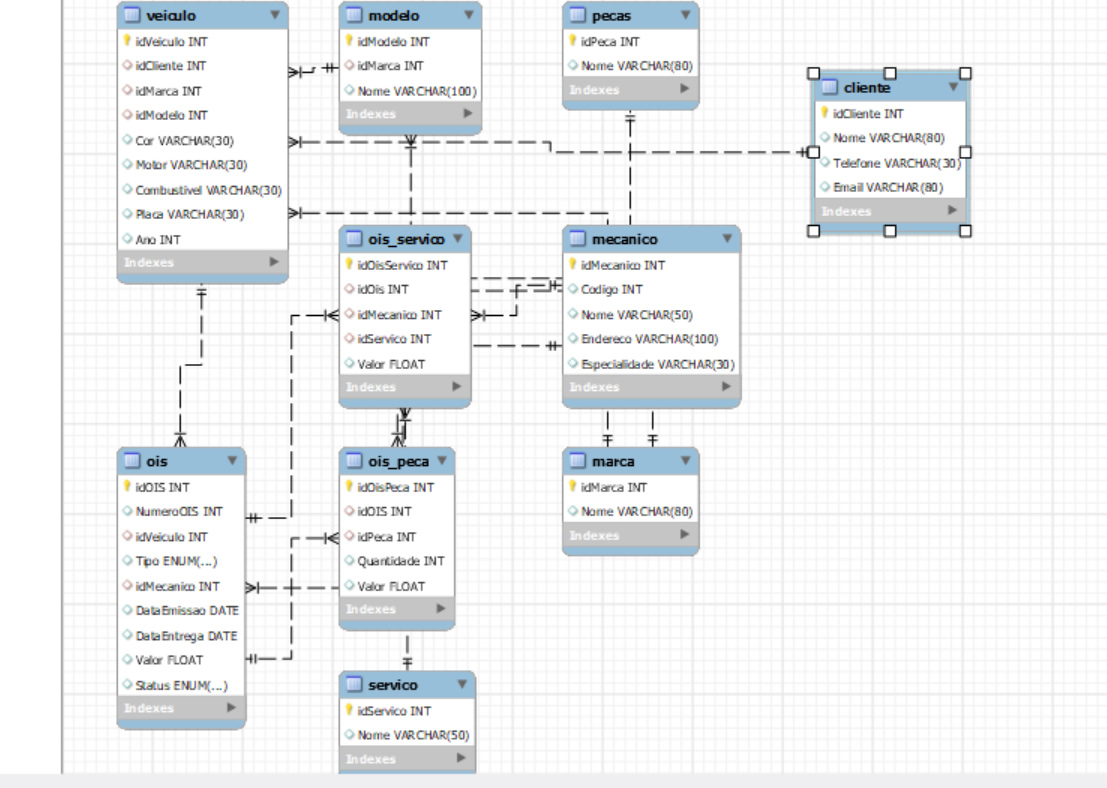 veiculo
idVeiculo INT
idCliente INT
idMarca INT
idModelo INT
Cor VARCHAR(30)
Motor VARCHAR(30)
Combustivel VARCHAR(30)
Placa VARCHAR(30)
Ano INT
Indexes
modelo
idModelo INT
idMarca INT
Nome VARCHAR(100)
Indexes
pecas
idPeca INT
Nome VARCHAR(80)
Indexes
cliente
idCliente INT
Nome VARCHAR(80)
Telefone VARCHAR(30)
Email VARCHAR(80)
Indexes
ois_servico
idOisServico INT
idOis INT
idMecanico INT
idServico INT
Valor FLOAT
Indexes
mecanico
idMecanico INT
Codigo INT
Nome VARCHAR(50)
Endereco VARCHAR(100)
Especialidade VARCHAR(30)
Indexes
ois
idOIS INT
NumeroOIS INT
idVeiculo INT
Tipo ENUM(...)
idMecanico INT
DataEmissao DATE
DataEntrega DATE
Valor FLOAT
Status ENUM(...)
Indexes
ois_peca
idOisPeca INT
idOIS INT
idPeca INT
Quantidade INT
Valor FLOAT
Indexes
marca
idMarca INT
Nome VARCHAR(80)
Indexes
servico
idServico INT
Nome VARCHAR(50)
Indexes